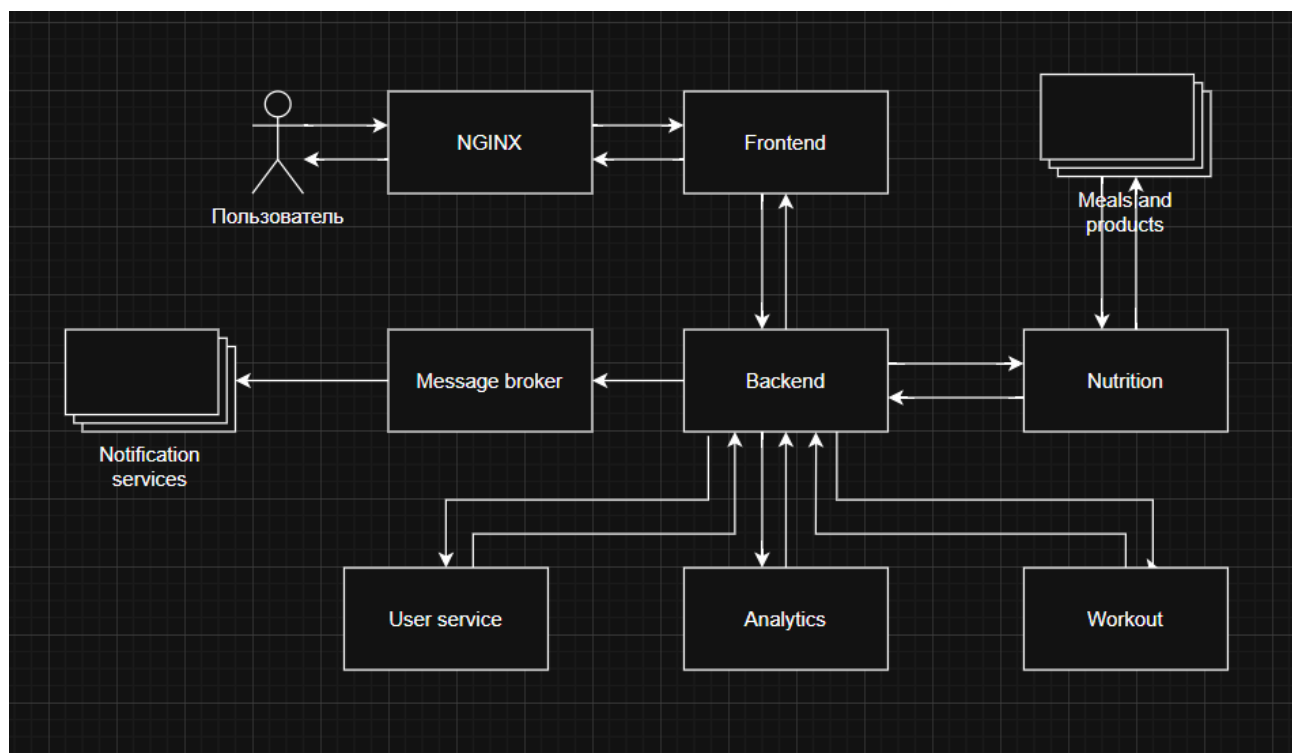 NGINX
Frontend
Пользователь
Meals and
products
Message broker
Backend
Nutrition
Notification
services
User service
Analytics
Workout